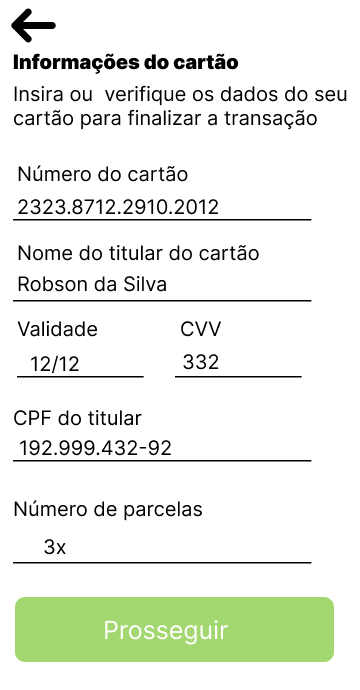 Informações do cartão
Insira ou  verifique os dados do seu
cartão para finalizar a transação
Número do cartão
2323.8712.2910.2012
Nome do titular do cartão
Robson da Silva
Validade CVV
12/12 332
CPF do titular
192.999.432-92
Número de parcelas
3x
Prosseguir